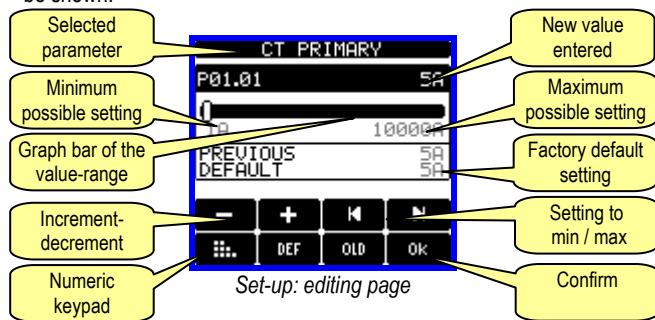 be shown.
Selected
parameter
CT PRIMARY
New value
entered
P01.01 5A
Minimum
possible setting
Maximum
possible setting
1A 10000A
Graph bar of the
value-range
PREVIOUS 5A
DEFAULT 5A
Factory default
setting
Increment-
decrement
− +
Setting to
min / max
DEF OLD OK
Numeric
keypad
Confirm
Set-up: editing page